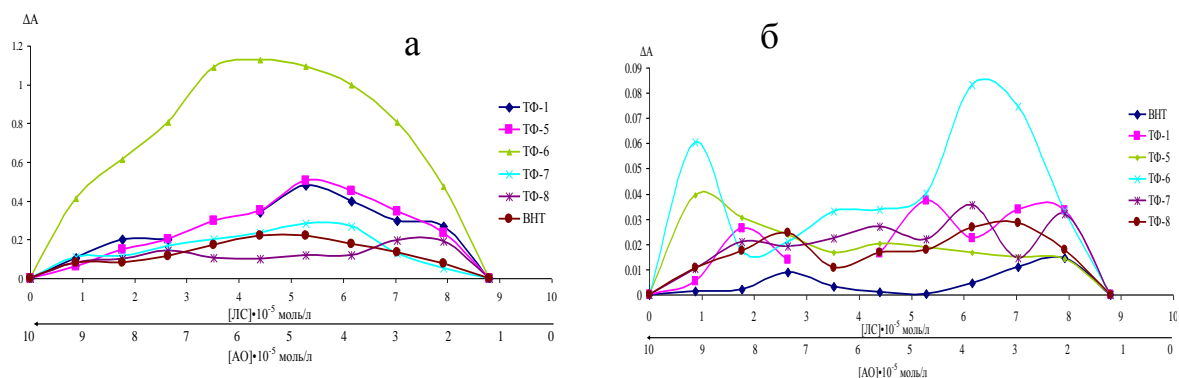 а
ΔA
1.2
1
0.8
0.6
0.4
0.2
0
0 1 2 3 4 5 6 7 8 9 10
[ЛС]•10⁻⁵ моль/л
10 9 8 7 6 5 4 3 2 1 0
[АО]•10⁻⁵ моль/л
ТФ-1
ТФ-5
ТФ-6
ТФ-7
ТФ-8
BHT
б
ΔA
0.09
0.08
0.07
0.06
0.05
0.04
0.03
0.02
0.01
0
0 1 2 3 4 5 6 7 8 9 10
[ЛС]•10⁻⁵ моль/л
10 9 8 7 6 5 4 3 2 1 0
[АО]•10⁻⁵ моль/л
BHT
ТФ-1
ТФ-5
ТФ-6
ТФ-7
ТФ-8